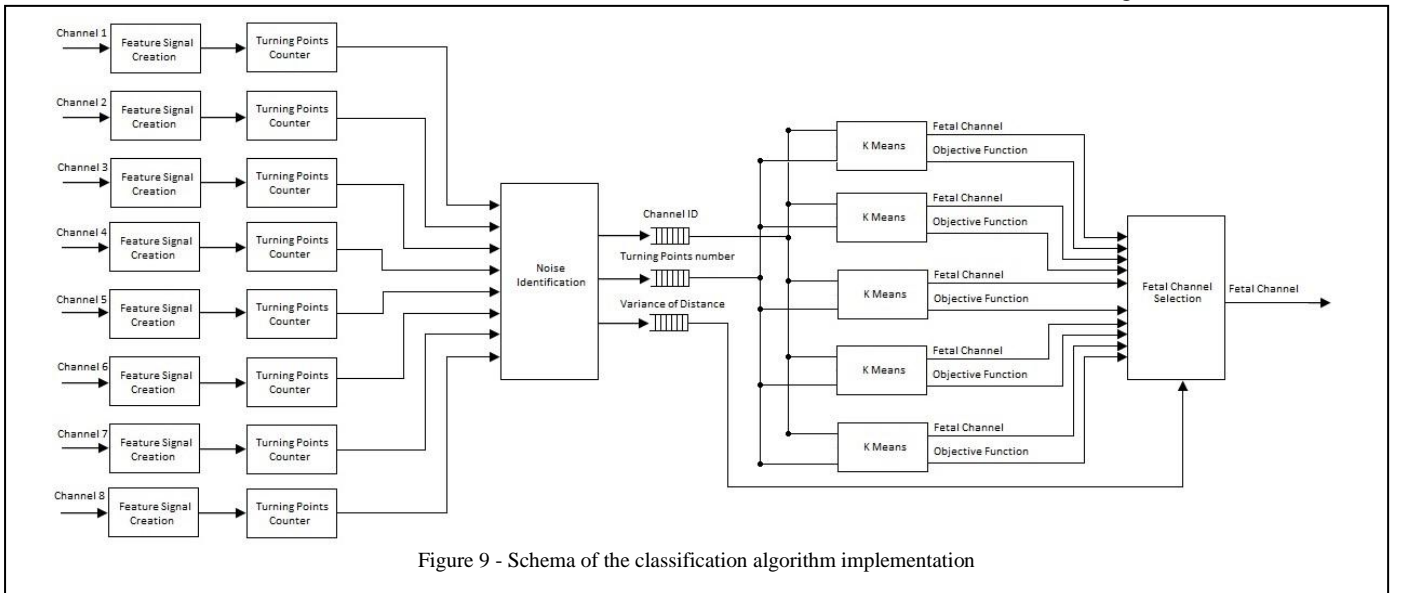 Channel 1
Feature Signal
Creation
Turning Points
Counter
Channel 2
Feature Signal
Creation
Turning Points
Counter
Channel 3
Feature Signal
Creation
Turning Points
Counter
Channel 4
Feature Signal
Creation
Turning Points
Counter
Channel 5
Feature Signal
Creation
Turning Points
Counter
Channel 6
Feature Signal
Creation
Turning Points
Counter
Channel 7
Feature Signal
Creation
Turning Points
Counter
Channel 8
Feature Signal
Creation
Turning Points
Counter
Noise
Identification
Channel ID
Turning Points number
Variance of Distance
K Means
Fetal Channel
Objective Function
K Means
Fetal Channel
Objective Function
K Means
Fetal Channel
Objective Function
K Means
Fetal Channel
Objective Function
K Means
Fetal Channel
Objective Function
Fetal Channel
Selection
Fetal Channel
Figure 9 - Schema of the classification algorithm implementation